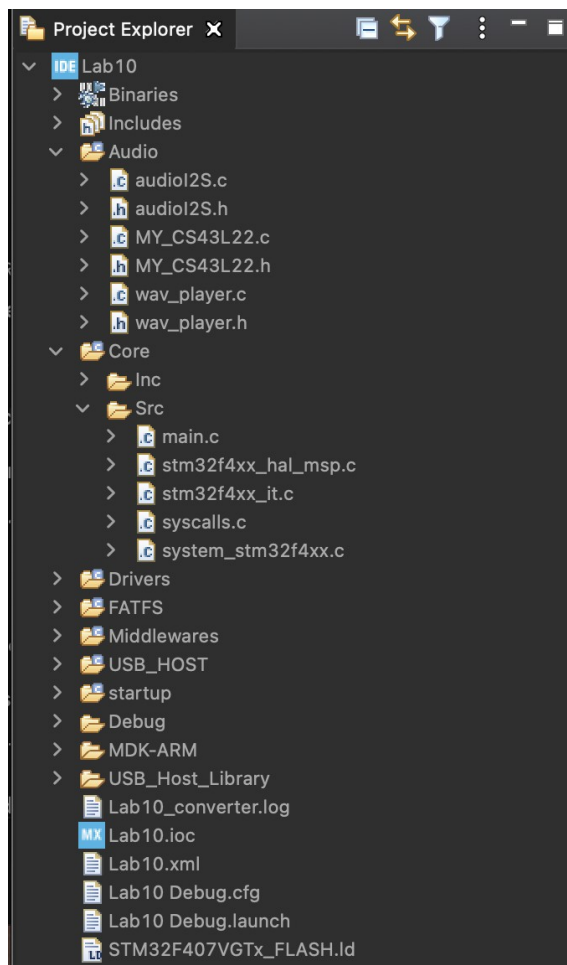 Project Explorer
IDE Lab10
Binaries
h Includes
Audio
.c audioI2S.c
.h audioI2S.h
.c MY_CS43L22.c
.h MY_CS43L22.h
.c wav_player.c
.h wav_player.h
Core
Inc
Src
.c main.c
.c stm32f4xx_hal_msp.c
.c stm32f4xx_it.c
.c syscalls.c
.c system_stm32f4xx.c
Drivers
FATFS
Middlewares
USB_HOST
startup
Debug
MDK-ARM
USB_Host_Library
Lab10_converter.log
MX Lab10.ioc
Lab10.xml
Lab10 Debug.cfg
Lab10 Debug.launch
LD STM32F407VGTx_FLASH.ld